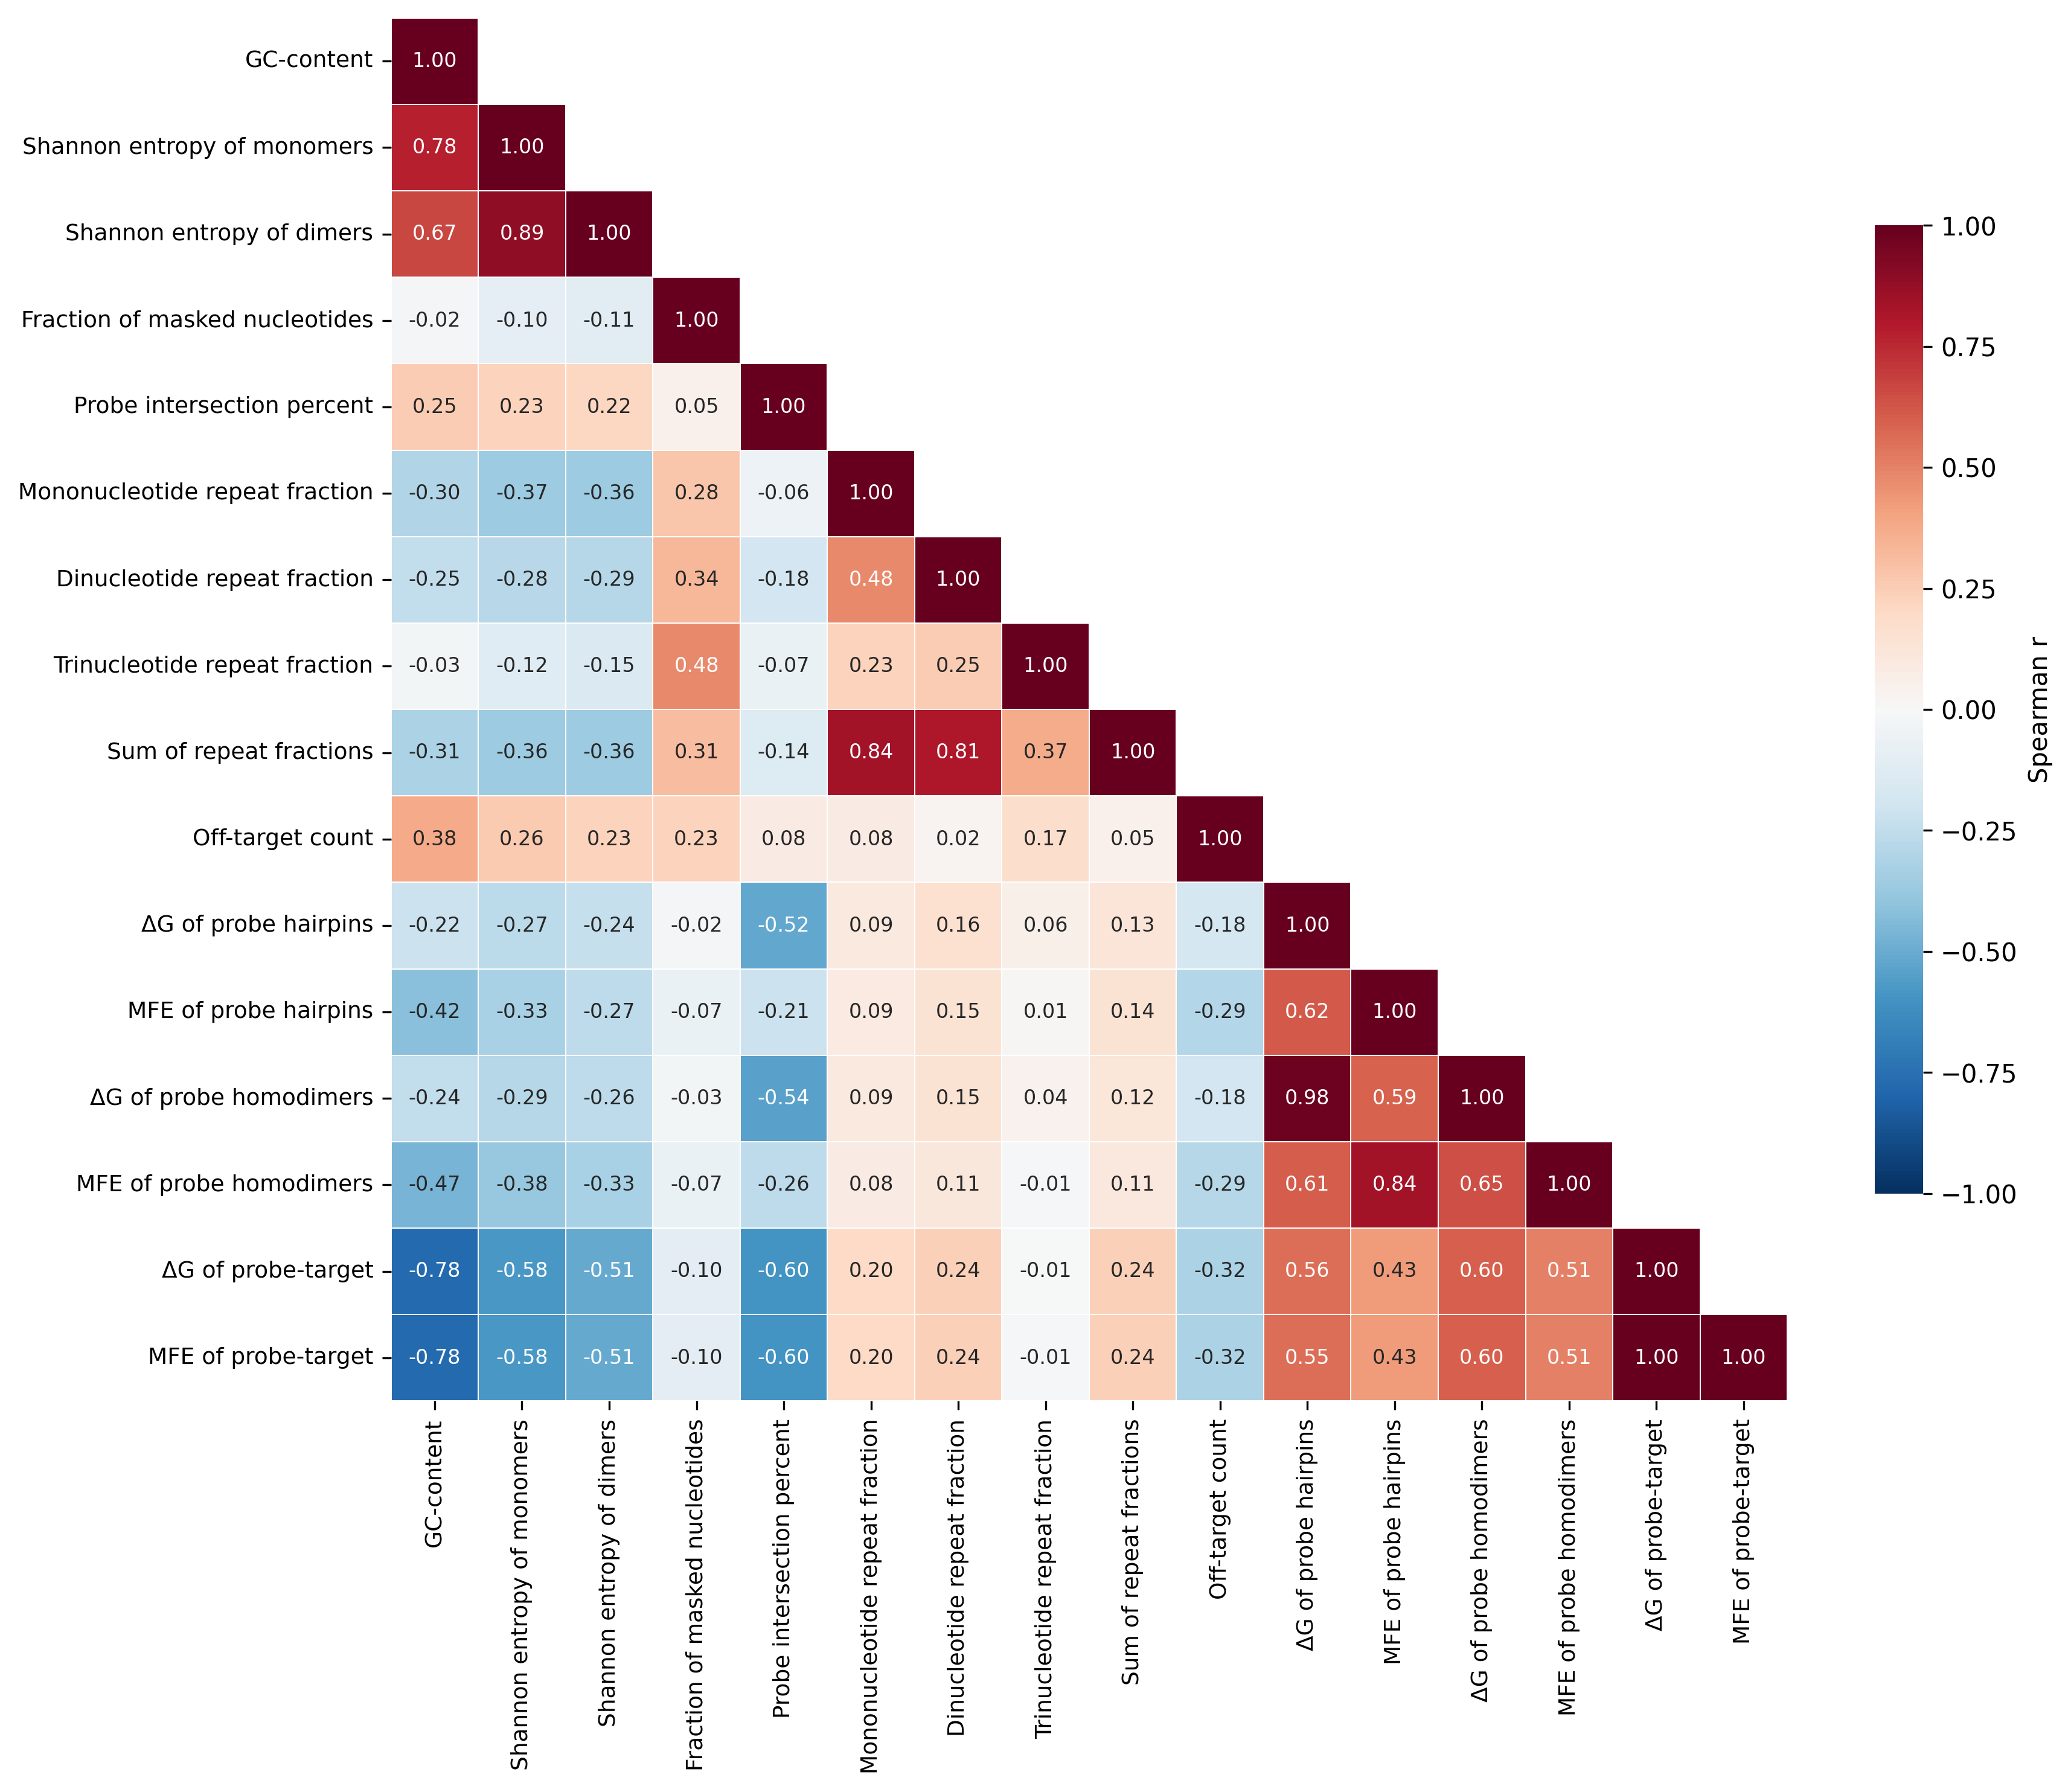 GC-content 1.00
Shannon entropy of monomers 0.78 1.00
Shannon entropy of dimers 0.67 0.89 1.00
Fraction of masked nucleotides -0.02 -0.10 -0.11 1.00
Probe intersection percent 0.25 0.23 0.22 0.05 1.00
Mononucleotide repeat fraction -0.30 -0.37 -0.36 0.28 -0.06 1.00
Dinucleotide repeat fraction -0.25 -0.28 -0.29 0.34 -0.18 0.48 1.00
Trinucleotide repeat fraction -0.03 -0.12 -0.15 0.48 -0.07 0.23 0.25 1.00
Sum of repeat fractions -0.31 -0.36 -0.36 0.31 -0.14 0.84 0.81 0.37 1.00
Off-target count 0.38 0.26 0.23 0.23 0.08 0.08 0.02 0.17 0.05 1.00
ΔG of probe hairpins -0.22 -0.27 -0.24 -0.02 -0.52 0.09 0.16 0.06 0.13 -0.18 1.00
MFE of probe hairpins -0.42 -0.33 -0.27 -0.07 -0.21 0.09 0.15 0.01 0.14 -0.29 0.62 1.00
ΔG of probe homodimers -0.24 -0.29 -0.26 -0.03 -0.54 0.09 0.15 0.04 0.12 -0.18 0.98 0.59 1.00
MFE of probe homodimers -0.47 -0.38 -0.33 -0.07 -0.26 0.08 0.11 -0.01 0.11 -0.29 0.61 0.84 0.65 1.00
ΔG of probe-target -0.78 -0.58 -0.51 -0.10 -0.60 0.20 0.24 -0.01 0.24 -0.32 0.56 0.43 0.60 0.51 1.00
MFE of probe-target -0.78 -0.58 -0.51 -0.10 -0.60 0.20 0.24 -0.01 0.24 -0.32 0.55 0.43 0.60 0.51 1.00 1.00
GC-content
Shannon entropy of monomers
Shannon entropy of dimers
Fraction of masked nucleotides
Probe intersection percent
Mononucleotide repeat fraction
Dinucleotide repeat fraction
Trinucleotide repeat fraction
Sum of repeat fractions
Off-target count
ΔG of probe hairpins
MFE of probe hairpins
ΔG of probe homodimers
MFE of probe homodimers
ΔG of probe-target
MFE of probe-target
1.00
0.75
0.50
0.25
0.00
−0.25
−0.50
−0.75
−1.00
Spearman r